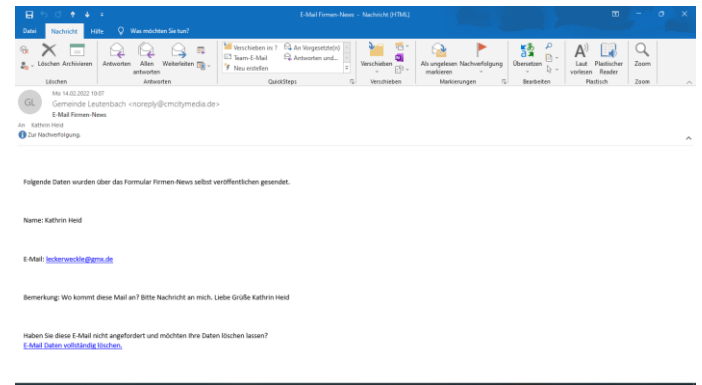 E-Mail Firmen-News - Nachricht (HTML)
Datei Nachricht Hilfe Was möchten Sie tun?
Löschen Archivieren Antworten Allen antworten Weiterleiten
Verschieben in: ? An Vorgesetzte(n)
Team-E-Mail Antworten und...
Neu erstellen
Verschieben Als ungelesen markieren Nachverfolgung Übersetzen Laut vorlesen Plastischer Reader Zoom
Löschen Antworten QuickSteps Verschieben Markierungen Bearbeiten Plastisch Zoom
Mo 14.02.2022 10:07
GL Gemeinde Leutenbach <noreply@cmcitymedia.de>
E-Mail Firmen-News
An Kathrin Heid
Zur Nachverfolgung.
Folgende Daten wurden über das Formular Firmen-News selbst veröffentlichen gesendet.
Name: Kathrin Heid
E-Mail: leckerweckle@gmx.de
Bemerkung: Wo kommt diese Mail an? Bitte Nachricht an mich. Liebe Grüße Kathrin Heid
Haben Sie diese E-Mail nicht angefordert und möchten Ihre Daten löschen lassen?
E-Mail Daten vollständig löschen.